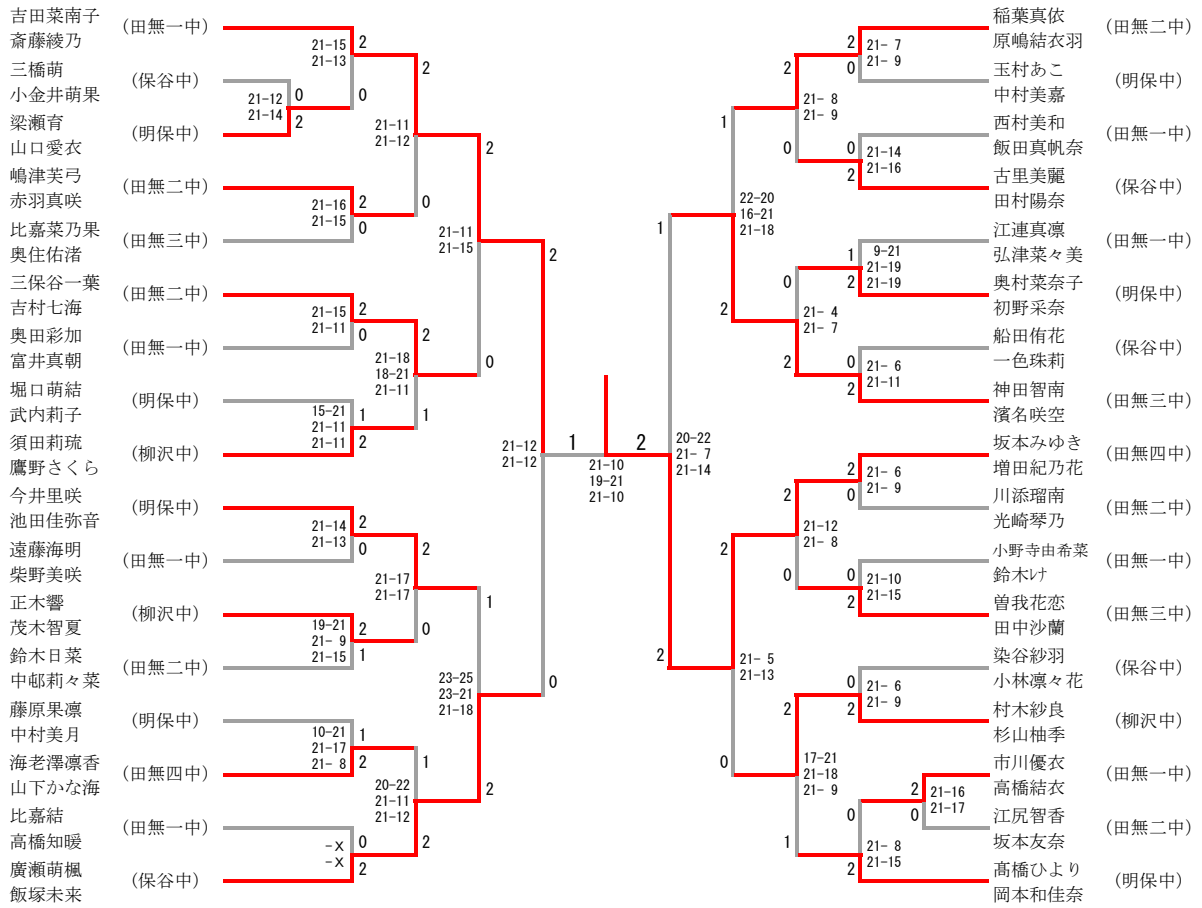 吉田菜南子
斎藤綾乃
(田無一中)
三橋萌
小金井萌果
(保谷中)
梁瀬育
山口愛衣
(明保中)
嶋津芙弓
赤羽真咲
(田無二中)
比嘉菜乃果
奥住佑渚
(田無三中)
三保谷一葉
吉村七海
(田無二中)
奥田彩加
富井真朝
(田無一中)
堀口萌結
武内莉子
(明保中)
須田莉琉
鷹野さくら
(柳沢中)
今井里咲
池田佳弥音
(明保中)
遠藤海明
柴野美咲
(田無一中)
正木響
茂木智夏
(柳沢中)
鈴木日菜
中邨莉々菜
(田無二中)
藤原果凛
中村美月
(明保中)
海老澤凛香
山下かな海
(田無四中)
比嘉結
高橋知暖
(田無一中)
廣瀬萌楓
飯塚未来
(保谷中)
21-12
21-14
0
2
21-15
21-13
2
0
21-16
21-15
2
0
21-15
21-11
2
0
15-21
21-11
21-11
1
2
21-14
21-13
2
0
19-21
21- 9
21-15
2
1
10-21
21-17
21- 8
1
2
-X
-X
0
2
21-11
21-12
2
0
21-18
18-21
21-11
2
1
21-17
21-17
2
0
20-22
21-11
21-12
1
2
21-11
21-15
2
0
23-25
23-21
21-18
1
2
21-12
21-12
2
0
1
2
21-10
19-21
21-10
20-22
21- 7
21-14
1
2
22-20
16-21
21-18
1
2
21- 5
21-13
2
0
21- 8
21- 9
2
0
21- 4
21- 7
0
2
21-12
21- 8
2
0
17-21
21-18
21- 9
2
1
21- 7
21- 9
2
0
21-14
21-16
0
2
9-21
21-19
21-19
1
2
21- 6
21-11
0
2
21- 6
21- 9
2
0
21-10
21-15
0
2
21- 6
21- 9
0
2
21-16
21-17
2
0
21- 8
21-15
0
2
稲葉真依
原嶋結衣羽
(田無二中)
玉村あこ
中村美嘉
(明保中)
西村美和
飯田真帆奈
(田無一中)
古里美麗
田村陽奈
(保谷中)
江連真凛
弘津菜々美
(田無一中)
奥村菜奈子
初野采奈
(明保中)
船田侑花
一色珠莉
(保谷中)
神田智南
濱名咲空
(田無三中)
坂本みゆき
増田紀乃花
(田無四中)
川添瑠南
光崎琴乃
(田無二中)
小野寺由希菜
(田無一中)
曽我花恋
田中沙蘭
(田無三中)
染谷紗羽
小林凛々花
(保谷中)
村木紗良
杉山柚季
(柳沢中)
市川優衣
高橋結衣
(田無一中)
江尻智香
坂本友奈
(田無二中)
髙橋ひより
岡本和佳奈
(明保中)